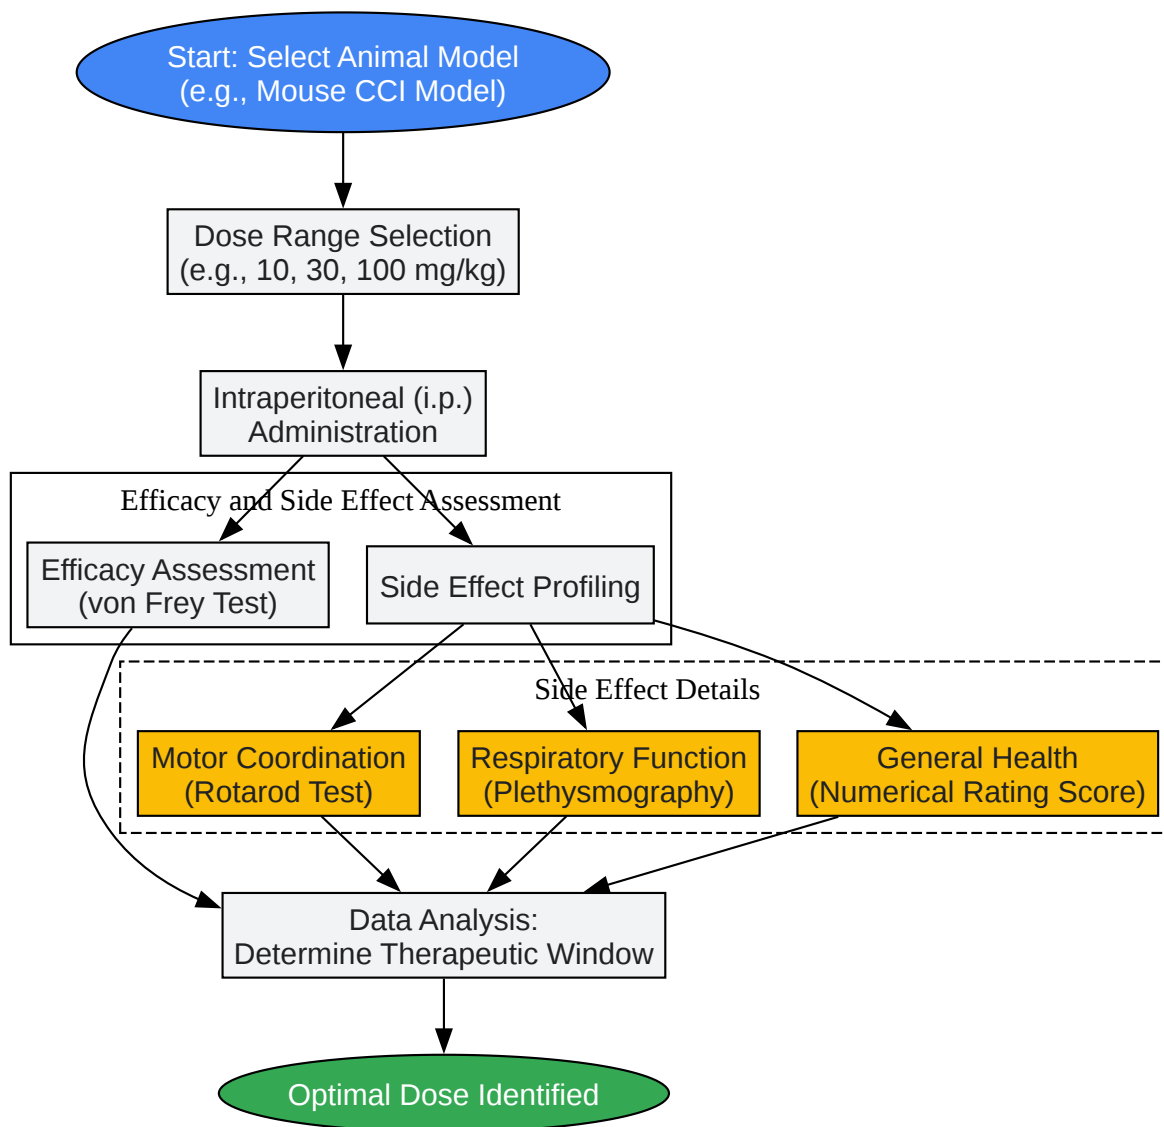 Start: Select Animal Model
(e.g., Mouse CCI Model)
Dose Range Selection
(e.g., 10, 30, 100 mg/kg)
Intraperitoneal (i.p.)
Administration
Efficacy and Side Effect Assessment
Efficacy Assessment
(von Frey Test)
Side Effect Profiling
Side Effect Details
Motor Coordination
(Rotarod Test)
Respiratory Function
(Plethysmography)
General Health
(Numerical Rating Score)
Data Analysis:
Determine Therapeutic Window
Optimal Dose Identified